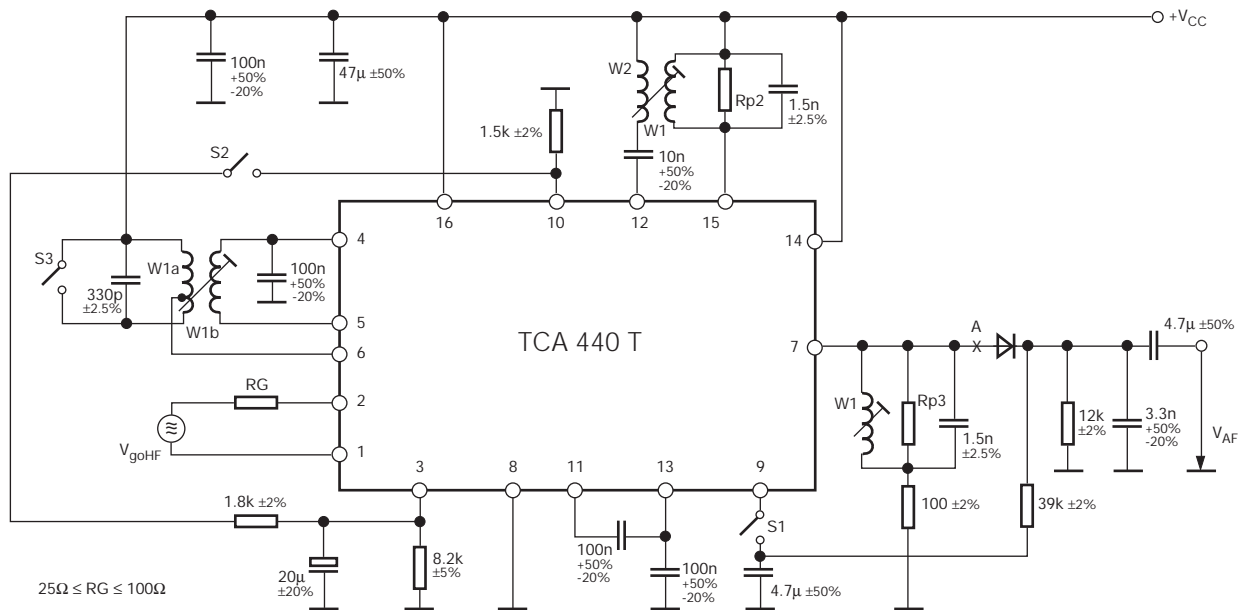 +VCC
100n
+50%
-20%
47µ ±50%
W2
W1
Rp2
1.5n
±2.5%
1.5k ±2%
10n
+50%
-20%
S2
16
10
12
15
S3
330p
±2.5%
W1a
W1b
100n
+50%
-20%
4
14
5
6
TCA 440 T
7
A
X
4.7µ ±50%
RG
2
VgoHF
1
W1
Rp3
1.5n
±2.5%
12k
±2%
3.3n
+50%
-20%
VAF
3
8
11
13
9
1.8k ±2%
S1
100 ±2%
39k ±2%
20µ
±20%
8.2k
±5%
100n
+50%
-20%
100n
+50%
-20%
4.7µ ±50%
25Ω ≤ RG ≤ 100Ω